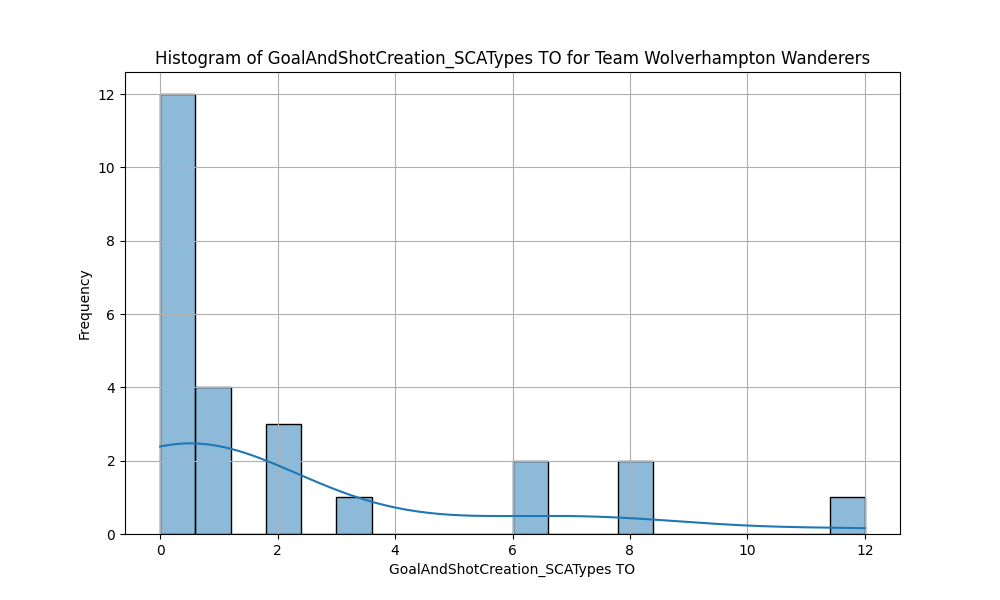 Histogram of GoalAndShotCreation_SCATypes TO for Team Wolverhampton Wanderers
12
10
8
6
4
2
0
Frequency
0 2 4 6 8 10 12
GoalAndShotCreation_SCATypes TO